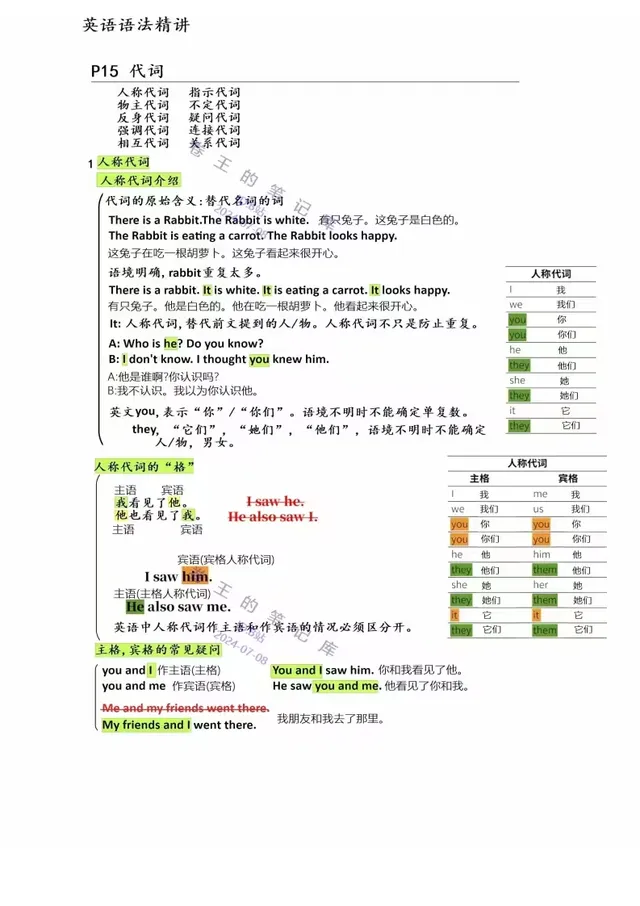 英语语法精讲
P15 代词
人称代词 指示代词
物主代词 不定代词
反身代词 疑问代词
强调代词 连接代词
相互代词 关系代词
1 人称代词
人称代词介绍
代词的原始含义:替代名词的词
There is a Rabbit.The Rabbit is white. 有只兔子。这兔子是白色的。
The Rabbit is eating a carrot. The Rabbit looks happy.
这兔子在吃一根胡萝卜。这兔子看起来很开心。
语境明确,rabbit重复太多。
There is a rabbit. It is white. It is eating a carrot. It looks happy.
有只兔子。他是白色的。他在吃一根胡萝卜。他看起来很开心。
It: 人称代词,替代前文提到的人/物。人称代词不只是防止重复。
A: Who is he? Do you know?
B: I don't know. I thought you knew him.
A:他是谁啊?你认识吗?
B:我不认识。我以为你认识他。
英文you,表示“你”/“你们”。语境不明时不能确定单复数。
they, “它们”, “她们”, “他们”, 语境不明时不能确定
人/物,男女。
人称代词
I 我
we 我们
you 你
you 你们
he 他
they 他们
she 她
they 她们
it 它
they 它们
人称代词的“格”
主语 宾语
我看见了他。
他也看见了我。
主语 宾语
I saw he.
He also saw I.
宾语(宾格人称代词)
I saw him.
主语(主格人称代词)
He also saw me.
英语中人称代词作主语和作宾语的情况必须区分开。
人称代词
主格 宾格
I 我 me 我
we 我们 us 我们
you 你 you 你
you 你们 you 你们
he 他 him 他
they 他们 them 他们
she 她 her 她
they 她们 them 她们
it 它 it 它
they 它们 them 它们
主格,宾格的常见疑问
you and I 作主语(主格) You and I saw him. 你和我看见了他。
you and me 作宾语(宾格) He saw you and me. 他看见了你和我。
Me and my friends went there.
My friends and I went there. 我朋友和我去了那里。
卷王的笔记库
2024-07-08
卷王的笔记库
2024-07-08